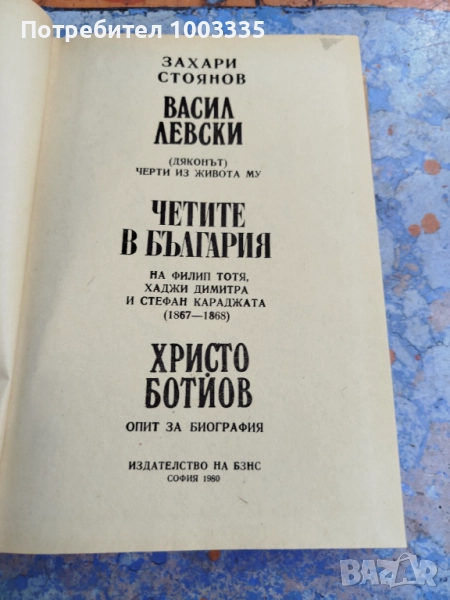 Потребител 1003335
ЗАХАРИ
СТОЯНОВ
ВАСИЛ
ЛЕВСКИ
(ДЯКОНЪТ)
ЧЕРТИ ИЗ ЖИВОТА МУ
ЧЕТИТЕ
В БЪЛГАРИЯ
НА ФИЛИП ТОТЯ,
ХАДЖИ ДИМИТРА
И СТЕФАН КАРАДЖАТА
(1867—1868)
ХРИСТО
БОТЙОВ
ОПИТ ЗА БИОГРАФИЯ
ИЗДАТЕЛСТВО НА БЗНС
СОФИЯ 1980
BAZAR